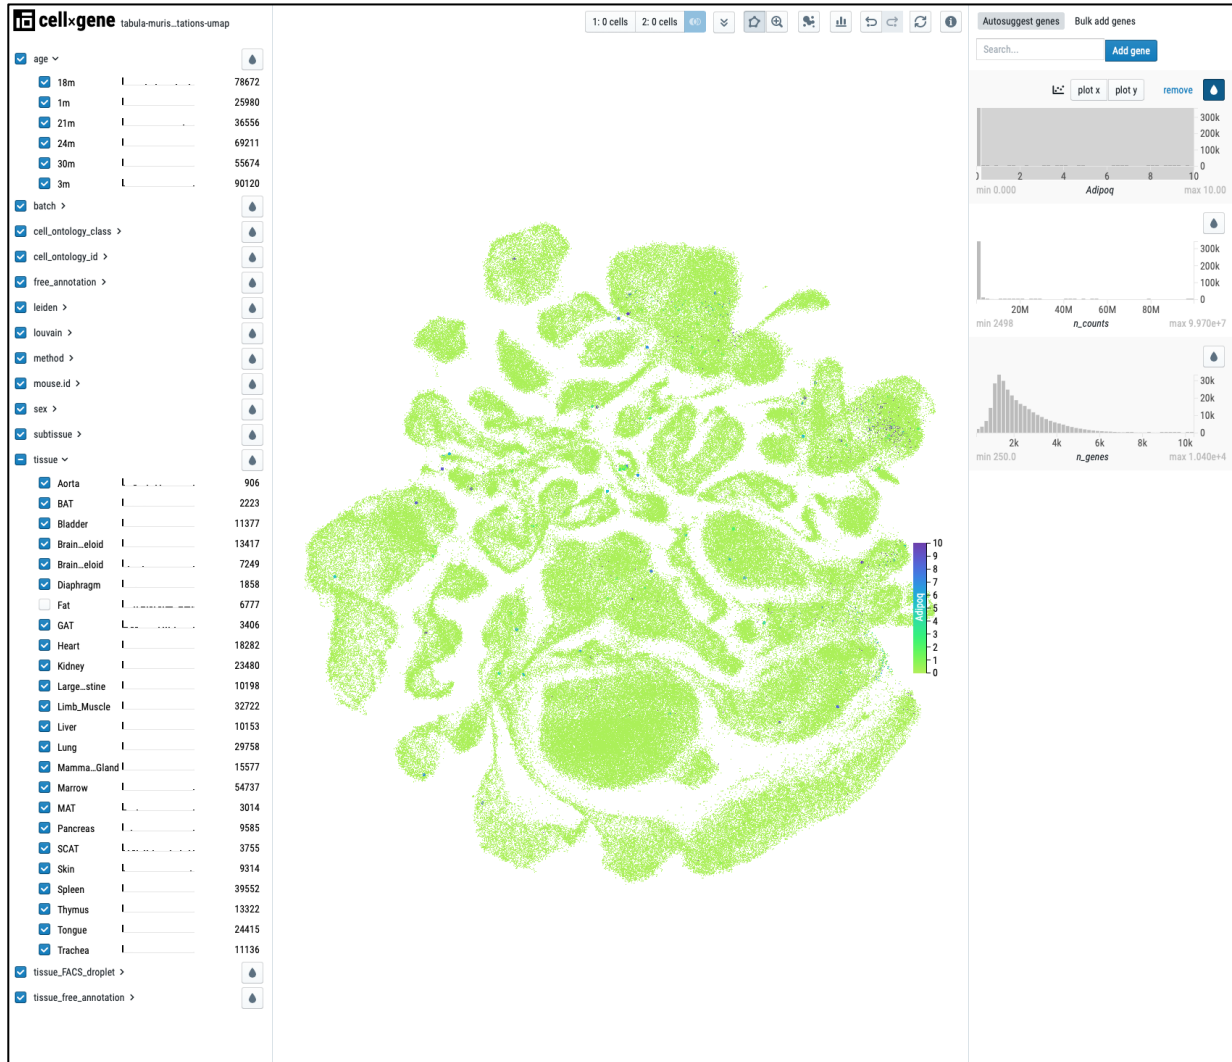 cell×gene tabula-muris...tations-umap
1: 0 cells 2: 0 cells
Autosuggest genes Bulk add genes
Search... Add gene
age
18m 78672
1m 25980
21m 36556
24m 69211
30m 55674
3m 90120
batch
cell_ontology_class
cell_ontology_id
free_annotation
leiden
louvain
method
mouse.id
sex
subtissue
tissue
Aorta 906
BAT 2223
Bladder 11377
Brain...eloid 13417
Brain...eloid 7249
Diaphragm 1858
Fat 6777
GAT 3406
Heart 18282
Kidney 23480
Large...stine 10198
Limb_Muscle 32722
Liver 10153
Lung 29758
Mamma...Gland 15577
Marrow 54737
MAT 3014
Pancreas 9585
SCAT 3755
Skin 9314
Spleen 39552
Thymus 13322
Tongue 24415
Trachea 11136
tissue_FACS_droplet
tissue_free_annotation
10
9
8
7
6
5
4
3
2
1
0
Adipoq
plot x plot y remove
300k
200k
100k
0
0 2 4 6 8 10
min 0.000 Adipoq max 10.00
300k
200k
100k
0
20M 40M 60M 80M
min 2498 n_counts max 9.970e+7
30k
20k
10k
0
2k 4k 6k 8k 10k
min 250.0 n_genes max 1.040e+4